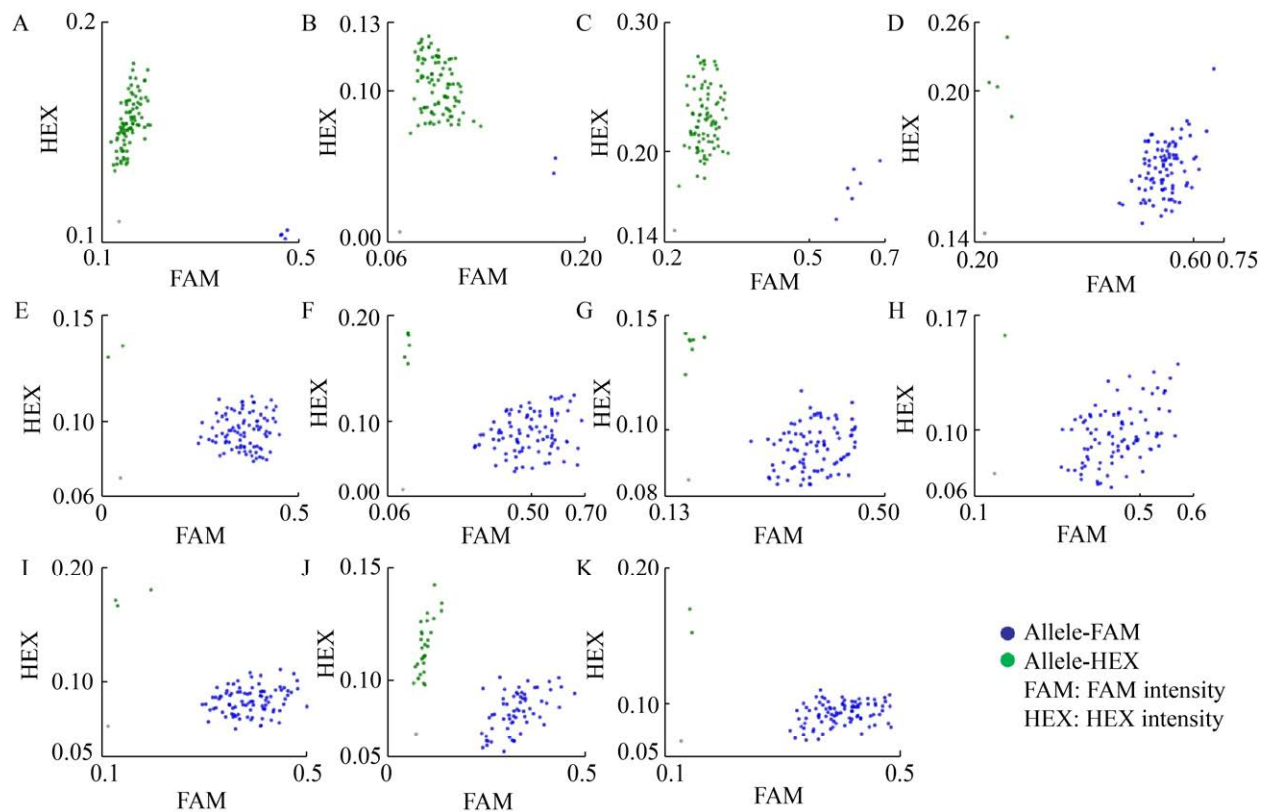 A
0.2
HEX
0.1
0.1
0.5
FAM
B
0.13
0.10
HEX
0.00
0.06
0.20
FAM
C
0.30
HEX
0.20
0.14
0.2
0.5
0.7
FAM
D
0.26
0.20
HEX
0.14
0.20
0.60
0.75
FAM
E
0.15
HEX
0.10
0.06
0
0.5
FAM
F
0.20
HEX
0.10
0.00
0.06
0.50
0.70
FAM
G
0.15
HEX
0.10
0.08
0.13
0.50
FAM
H
0.17
HEX
0.10
0.06
0.1
0.5
0.6
FAM
I
0.20
HEX
0.10
0.05
0.1
0.5
FAM
J
0.15
HEX
0.10
0.05
0
0.5
FAM
K
0.20
HEX
0.10
0.05
0.1
0.5
FAM
Allele-FAM
Allele-HEX
FAM: FAM intensity
HEX: HEX intensity